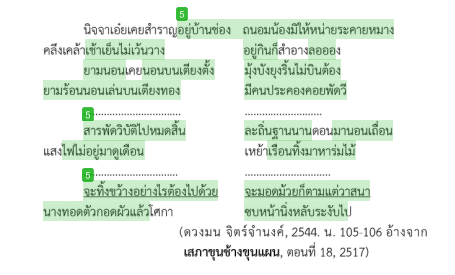 5
นิจจาเอ๋ยเคยสำราญอยู่บ้านช่อง ถนอมน้องมิให้หน่ายระคายหมาง
คลึงเคล้าเช้าเย็นไม่เว้นวาง อยู่กินก็สำอางลอออง
ยามนอนเคยนอนบนเตียงตั้ง มุ้งบังยุงริ้นไม่บินต้อง
ยามร้อนนอนเล่นบนเตียงทอง มีคนประคองคอยพัดวี
5 ............................... ...........................
สารพัดวิบัติไปหมดสิ้น ละถิ่นฐานนานดอนมานอนเถื่อน
แสงไฟไม่อยู่มาดูเดือน เหย้าเรือนทิ้งมาหาร่มไม้
5 ............................. ..............................
จะทิ้งขว้างอย่างไรต้องไปด้วย จะมอดม้วยก็ตามแต่วาสนา
นางทอดตัวกอดผัวแล้วโศกา ซบหน้านิ่งหลับระงับไป
(ดวงมน จิตร์จำนงค์, 2544. น. 105-106 อ้างจาก
เสภาขุนช้างขุนแผน, ตอนที่ 18, 2517)